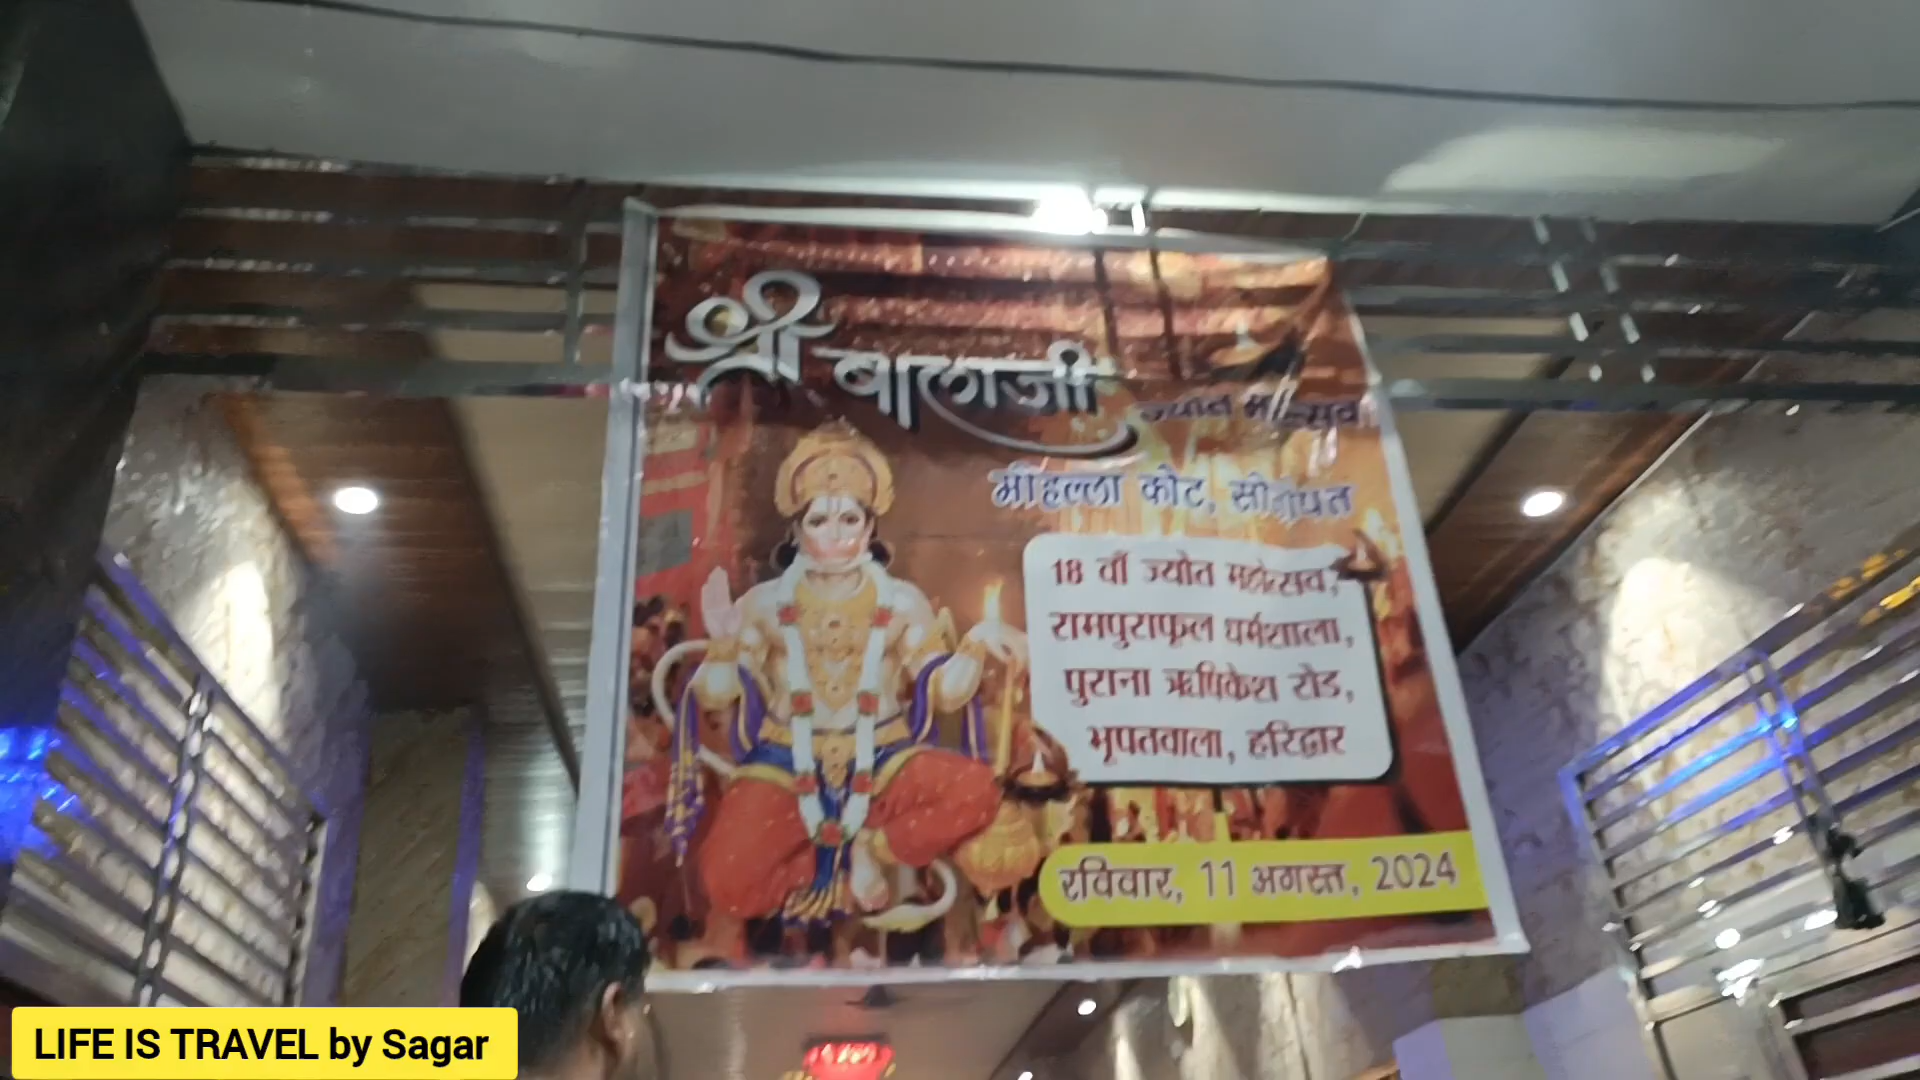 श्री बालाजी ज्योत महोत्सव
मौहल्ला कोट, सोनीपत
18 वाँ ज्योत महोत्सव,
रामपुराफूल धर्मशाला,
पुराना ऋषिकेश रोड,
भूपतवाला, हरिद्वार
रविवार, 11 अगस्त, 2024
LIFE IS TRAVEL by Sagar